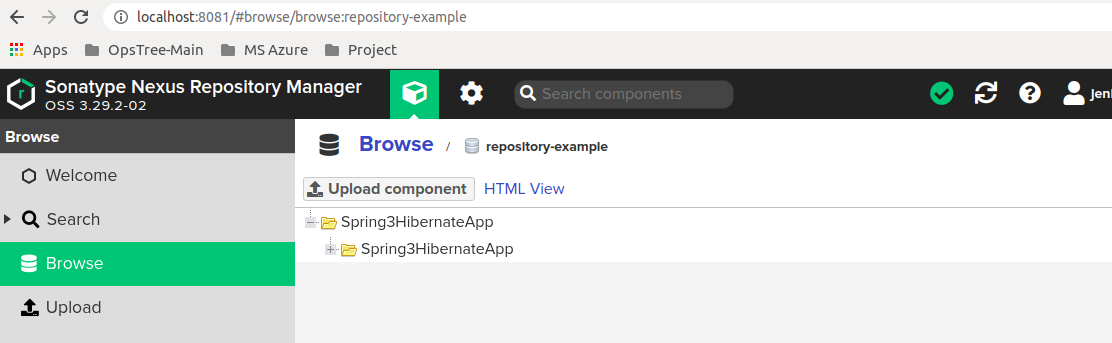 localhost:8081/#browse/browse:repository-example
Apps OpsTree-Main MS Azure Project
Sonatype Nexus Repository Manager
OSS 3.29.2-02
Search components
Browse
Browse / repository-example
Welcome
Upload component HTML View
Search
Spring3HibernateApp
Spring3HibernateApp
Browse
Upload